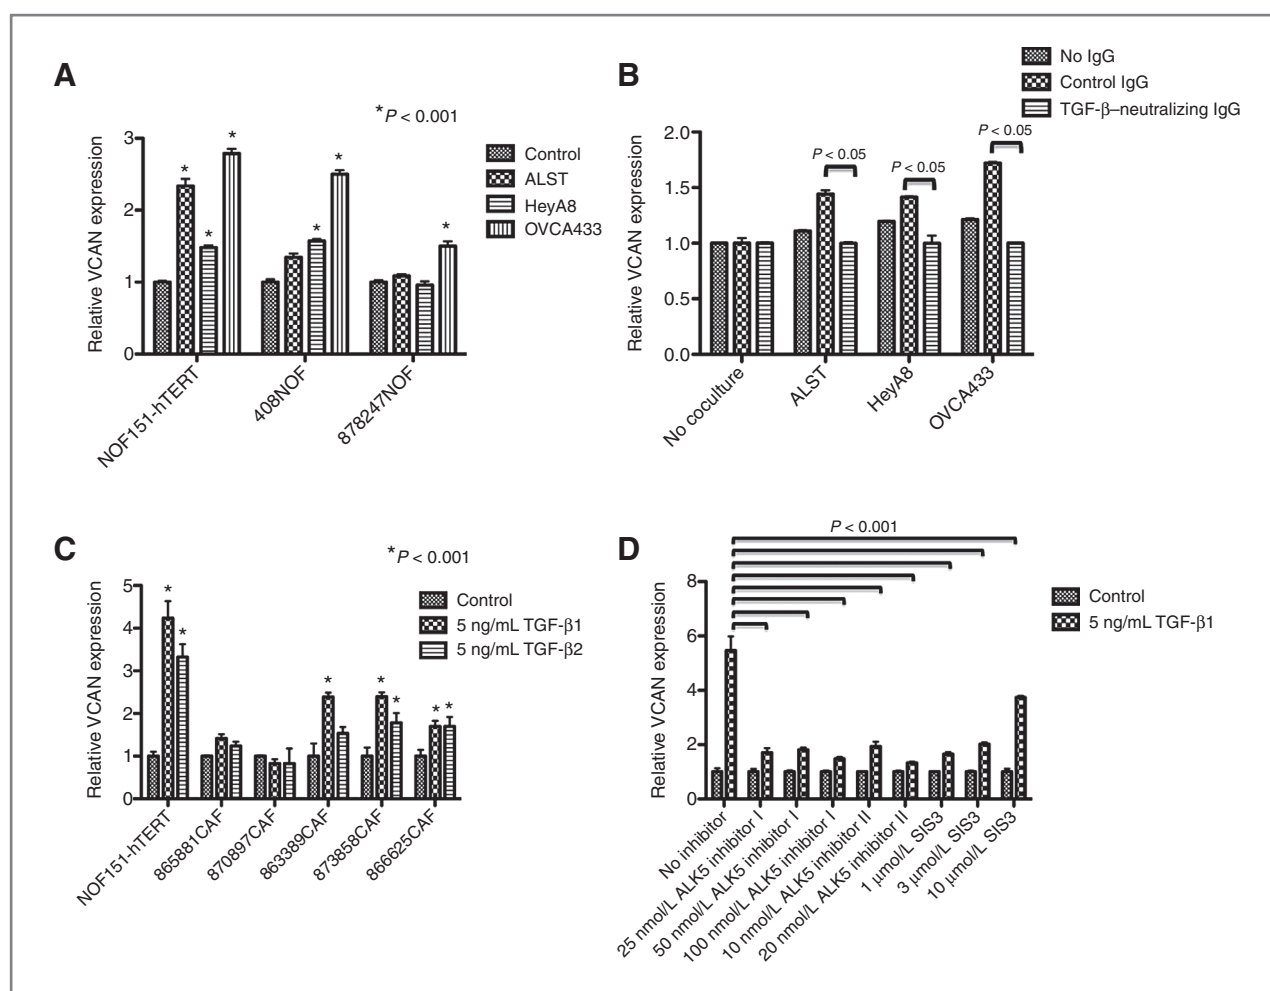 A
*P < 0.001
Relative VCAN expression
3
2
1
0
NOF151-hTERT
408NOF
878247NOF
* * * * * * *
Control
ALST
HeyA8
OVCA433
B
No IgG
Control IgG
TGF-β–neutralizing IgG
Relative VCAN expression
2.0
1.5
1.0
0.5
0.0
P < 0.05
P < 0.05
P < 0.05
No coculture
ALST
HeyA8
OVCA433
C
*P < 0.001
Relative VCAN expression
5
4
3
2
1
0
* * * * * * *
NOF151-hTERT
865881CAF
870897CAF
863389CAF
873858CAF
866625CAF
Control
5 ng/mL TGF-β1
5 ng/mL TGF-β2
D
P < 0.001
Relative VCAN expression
8
6
4
2
0
No inhibitor
25 nmol/L ALK5 inhibitor I
50 nmol/L ALK5 inhibitor I
100 nmol/L ALK5 inhibitor I
10 nmol/L ALK5 inhibitor II
20 nmol/L ALK5 inhibitor II
1 μmol/L SIS3
3 μmol/L SIS3
10 μmol/L SIS3
Control
5 ng/mL TGF-β1